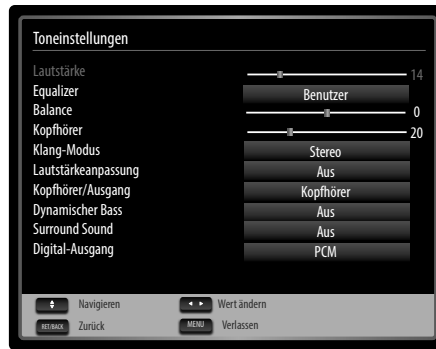 Toneinstellungen
Lautstärke 14
Equalizer Benutzer
Balance 0
Kopfhörer 20
Klang-Modus Stereo
Lautstärkeanpassung Aus
Kopfhörer/Ausgang Kopfhörer
Dynamischer Bass Aus
Surround Sound Aus
Digital-Ausgang PCM
Navigieren Wert ändern
RET/BACK Zurück MENU Verlassen